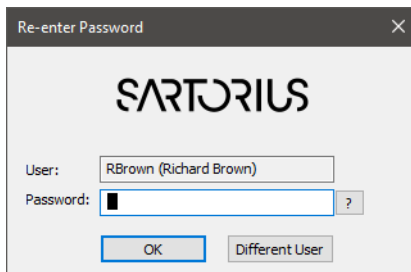 Re-enter Password
SARTORIUS
User: RBrown (Richard Brown)
Password: ?
OK Different User